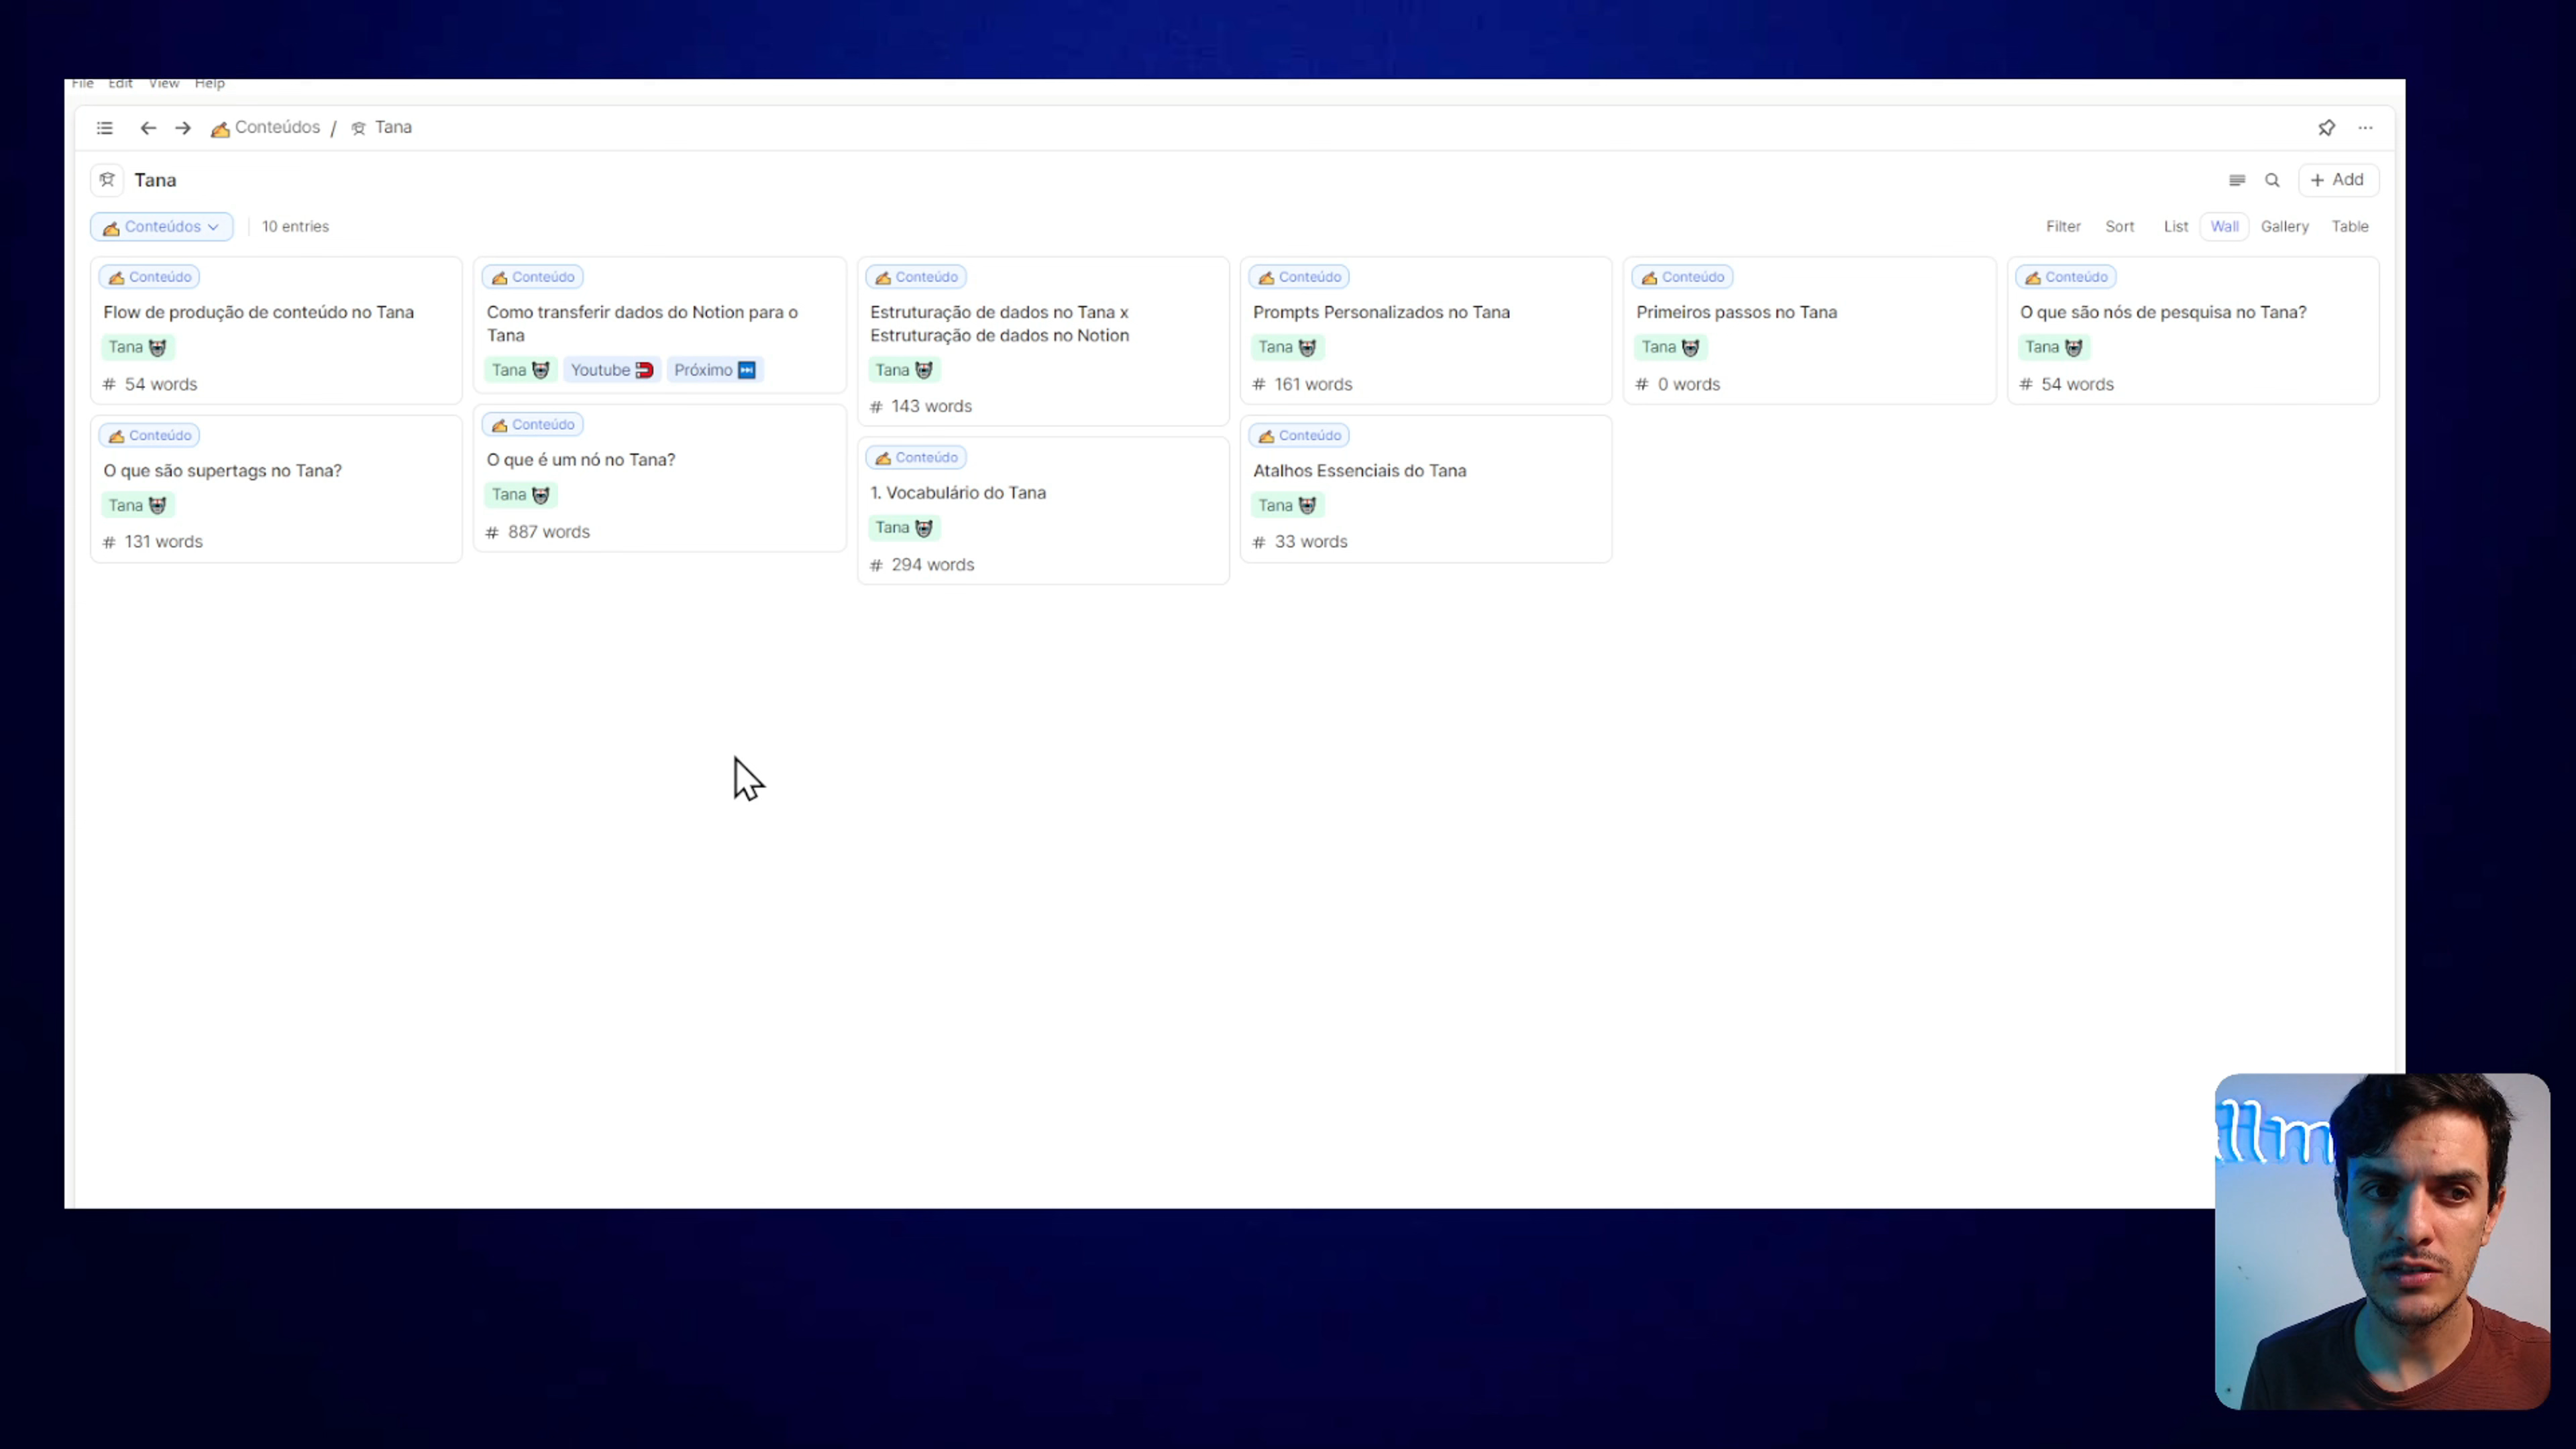 File Edit View Help
Conteúdos / Tana
Tana
+ Add
Conteúdos
10 entries
Filter Sort List Wall Gallery Table
Conteúdo
Flow de produção de conteúdo no Tana
Tana
# 54 words
Conteúdo
O que são supertags no Tana?
Tana
# 131 words
Conteúdo
Como transferir dados do Notion para o
Tana
Tana Youtube Próximo
Conteúdo
O que é um nó no Tana?
Tana
# 887 words
Conteúdo
Estruturação de dados no Tana x
Estruturação de dados no Notion
Tana
# 143 words
Conteúdo
1. Vocabulário do Tana
Tana
# 294 words
Conteúdo
Prompts Personalizados no Tana
Tana
# 161 words
Conteúdo
Atalhos Essenciais do Tana
Tana
# 33 words
Conteúdo
Primeiros passos no Tana
Tana
# 0 words
Conteúdo
O que são nós de pesquisa no Tana?
Tana
# 54 words